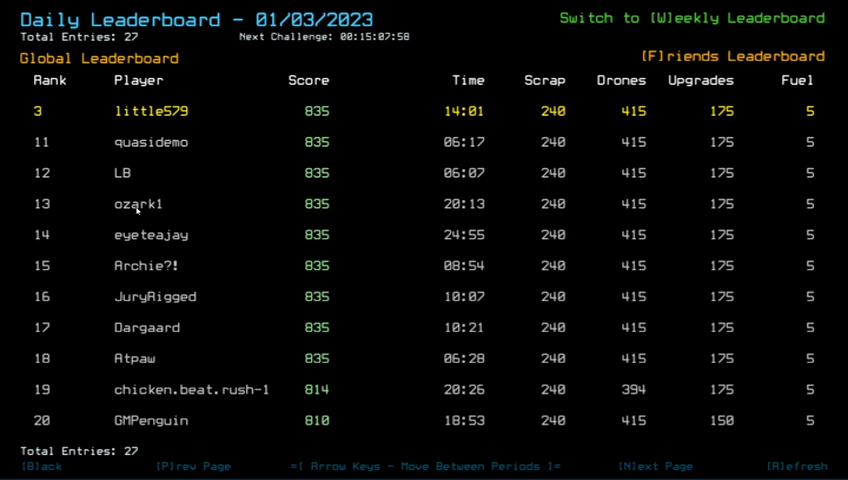 Daily Leaderboard - 01/03/2023 Switch to [W]eekly Leaderboard
Total Entries: 27 Next Challenge: 00:15:07:58
Global Leaderboard [F]riends Leaderboard
Rank Player Score Time Scrap Drones Upgrades Fuel
3 little579 835 14:01 240 415 175 5
11 quasidemo 835 06:17 240 415 175 5
12 LB 835 06:07 240 415 175 5
13 ozark1 835 20:13 240 415 175 5
14 eyeteajay 835 24:55 240 415 175 5
15 Archie?! 835 08:54 240 415 175 5
16 JuryRigged 835 10:07 240 415 175 5
17 Dargaard 835 10:21 240 415 175 5
18 Atpaw 835 06:28 240 415 175 5
19 chicken.beat.rush-1 814 20:26 240 394 175 5
20 GMPenguin 810 18:53 240 415 150 5
Total Entries: 27
[B]ack [P]rev Page =[ Arrow Keys - Move Between Periods ]= [N]ext Page [R]efresh